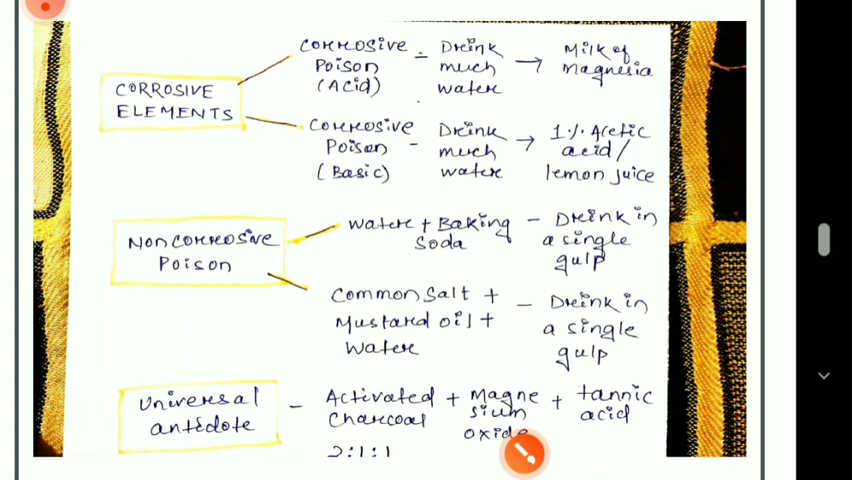 CORROSIVE
ELEMENTS
CORROSIVE
POISON
(ACID)
- Drink
much
water
→ Milk of
magnesia
CORROSIVE
Poison
(Basic)
- Drink
much
water
→ 1% Acetic
acid/
lemon juice
NON CORROSIVE
POISON
Water + Baking
Soda
- Drink in
a single
gulp
Common Salt +
Mustard oil +
Water
- Drink in
a single
gulp
Universal
antidote
- Activated
charcoal
+ Magne
sium
oxide
+ tannic
acid
2:1:1